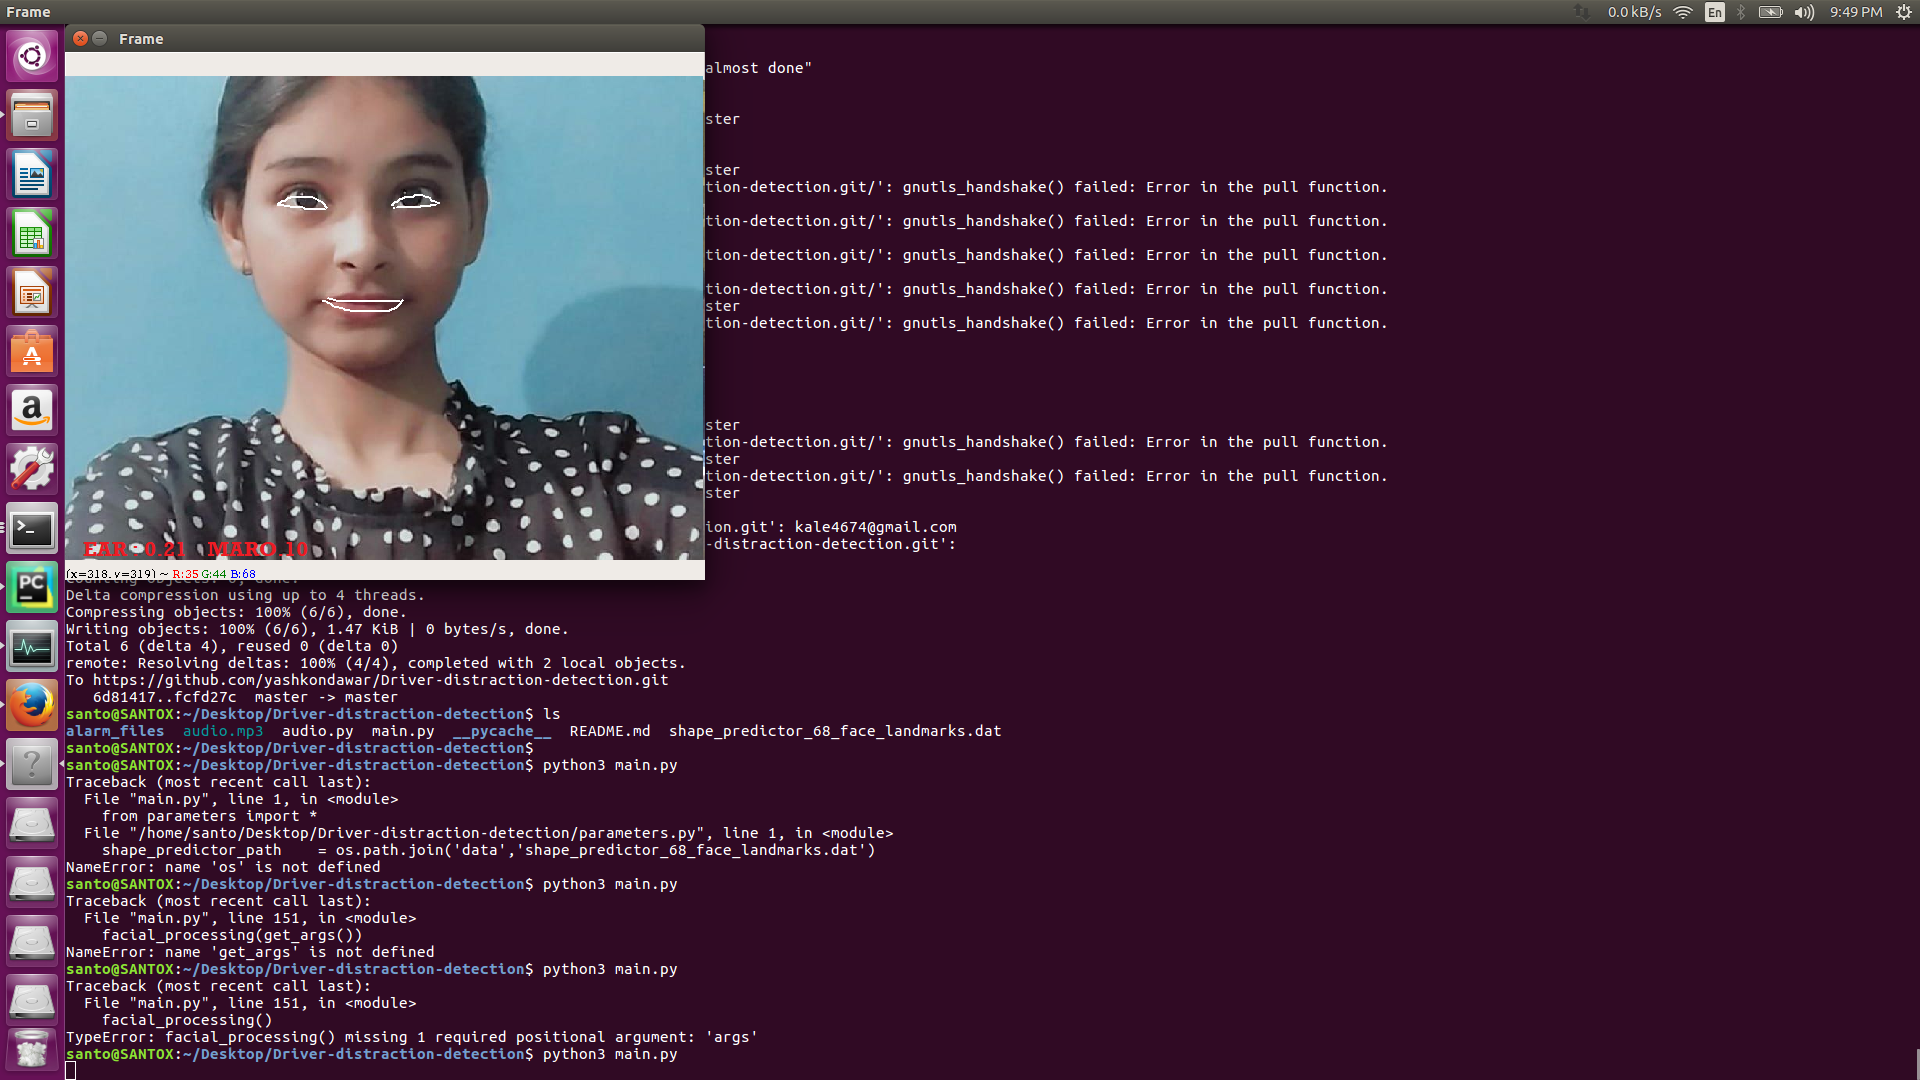 Frame
0.0 kB/s En 9:49 PM
Frame
almost done"
ster
ster
tion-detection.git/': gnutls_handshake() failed: Error in the pull function.
tion-detection.git/': gnutls_handshake() failed: Error in the pull function.
tion-detection.git/': gnutls_handshake() failed: Error in the pull function.
tion-detection.git/': gnutls_handshake() failed: Error in the pull function.
ster
tion-detection.git/': gnutls_handshake() failed: Error in the pull function.
ster
tion-detection.git/': gnutls_handshake() failed: Error in the pull function.
ster
tion-detection.git/': gnutls_handshake() failed: Error in the pull function.
ster
ion.git': kale4674@gmail.com
-distraction-detection.git':
EAR : 0.21 MARO.10
(x=318, y=319) ~ R:35 G:44 B:68
Delta compression using up to 4 threads.
Compressing objects: 100% (6/6), done.
Writing objects: 100% (6/6), 1.47 KiB | 0 bytes/s, done.
Total 6 (delta 4), reused 0 (delta 0)
remote: Resolving deltas: 100% (4/4), completed with 2 local objects.
To https://github.com/yashkondawar/Driver-distraction-detection.git
6d81417..fcfd27c master -> master
santo@SANTOX:~/Desktop/Driver-distraction-detection$ ls
alarm_files audio.mp3 audio.py main.py __pycache__ README.md shape_predictor_68_face_landmarks.dat
santo@SANTOX:~/Desktop/Driver-distraction-detection$
santo@SANTOX:~/Desktop/Driver-distraction-detection$ python3 main.py
Traceback (most recent call last):
File "main.py", line 1, in <module>
from parameters import *
File "/home/santo/Desktop/Driver-distraction-detection/parameters.py", line 1, in <module>
shape_predictor_path = os.path.join('data','shape_predictor_68_face_landmarks.dat')
NameError: name 'os' is not defined
santo@SANTOX:~/Desktop/Driver-distraction-detection$ python3 main.py
Traceback (most recent call last):
File "main.py", line 151, in <module>
facial_processing(get_args())
NameError: name 'get_args' is not defined
santo@SANTOX:~/Desktop/Driver-distraction-detection$ python3 main.py
Traceback (most recent call last):
File "main.py", line 151, in <module>
facial_processing()
TypeError: facial_processing() missing 1 required positional argument: 'args'
santo@SANTOX:~/Desktop/Driver-distraction-detection$ python3 main.py